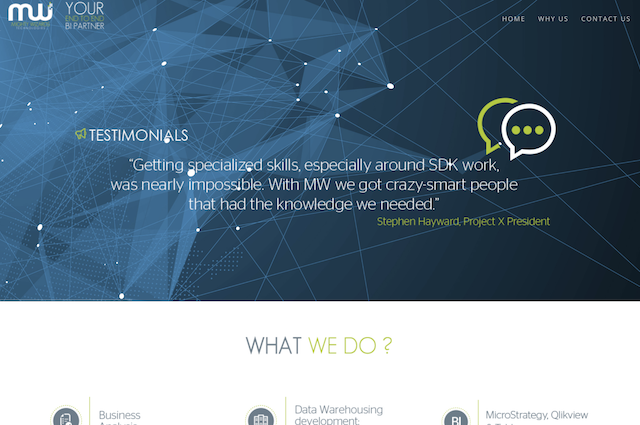 mw
YOUR
END TO END
BI PARTNER
HOME WHY US CONTACT US
TESTIMONIALS
“Getting specialized skills, especially around SDK work,
was nearly impossible. With MW we got crazy-smart people
that had the knowledge we needed.”
Stephen Hayward, Project X President
WHAT WE DO ?
Business
Analysis
Data Warehousing
development;
BI
MicroStrategy, Qlikview